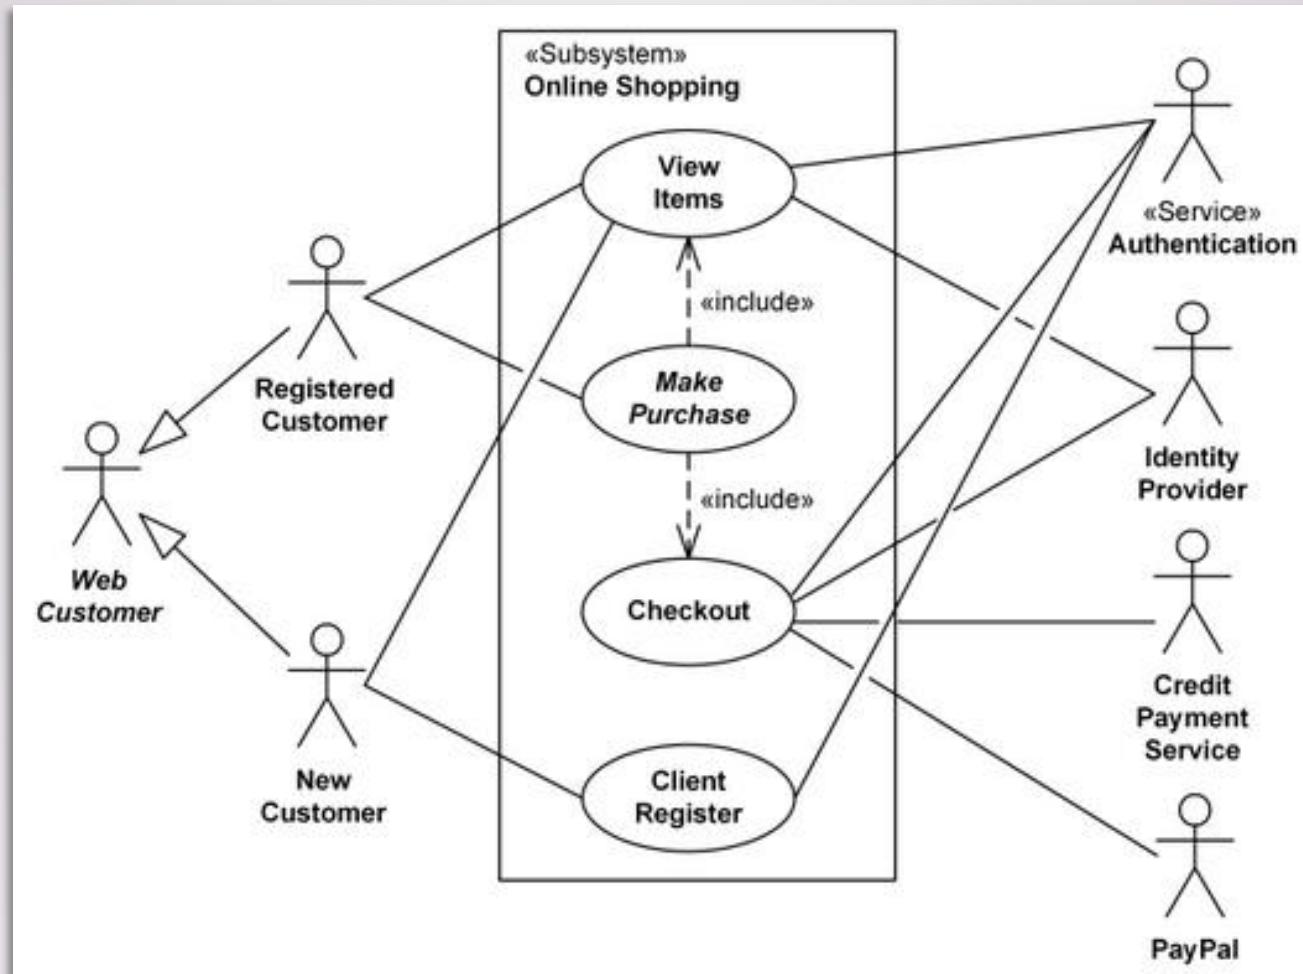 «Subsystem»
Online Shopping
View
Items
«Service»
Authentication
«include»
Registered
Customer
Make
Purchase
Identity
Provider
«include»
Web
Customer
Checkout
Credit
Payment
Service
New
Customer
Client
Register
PayPal